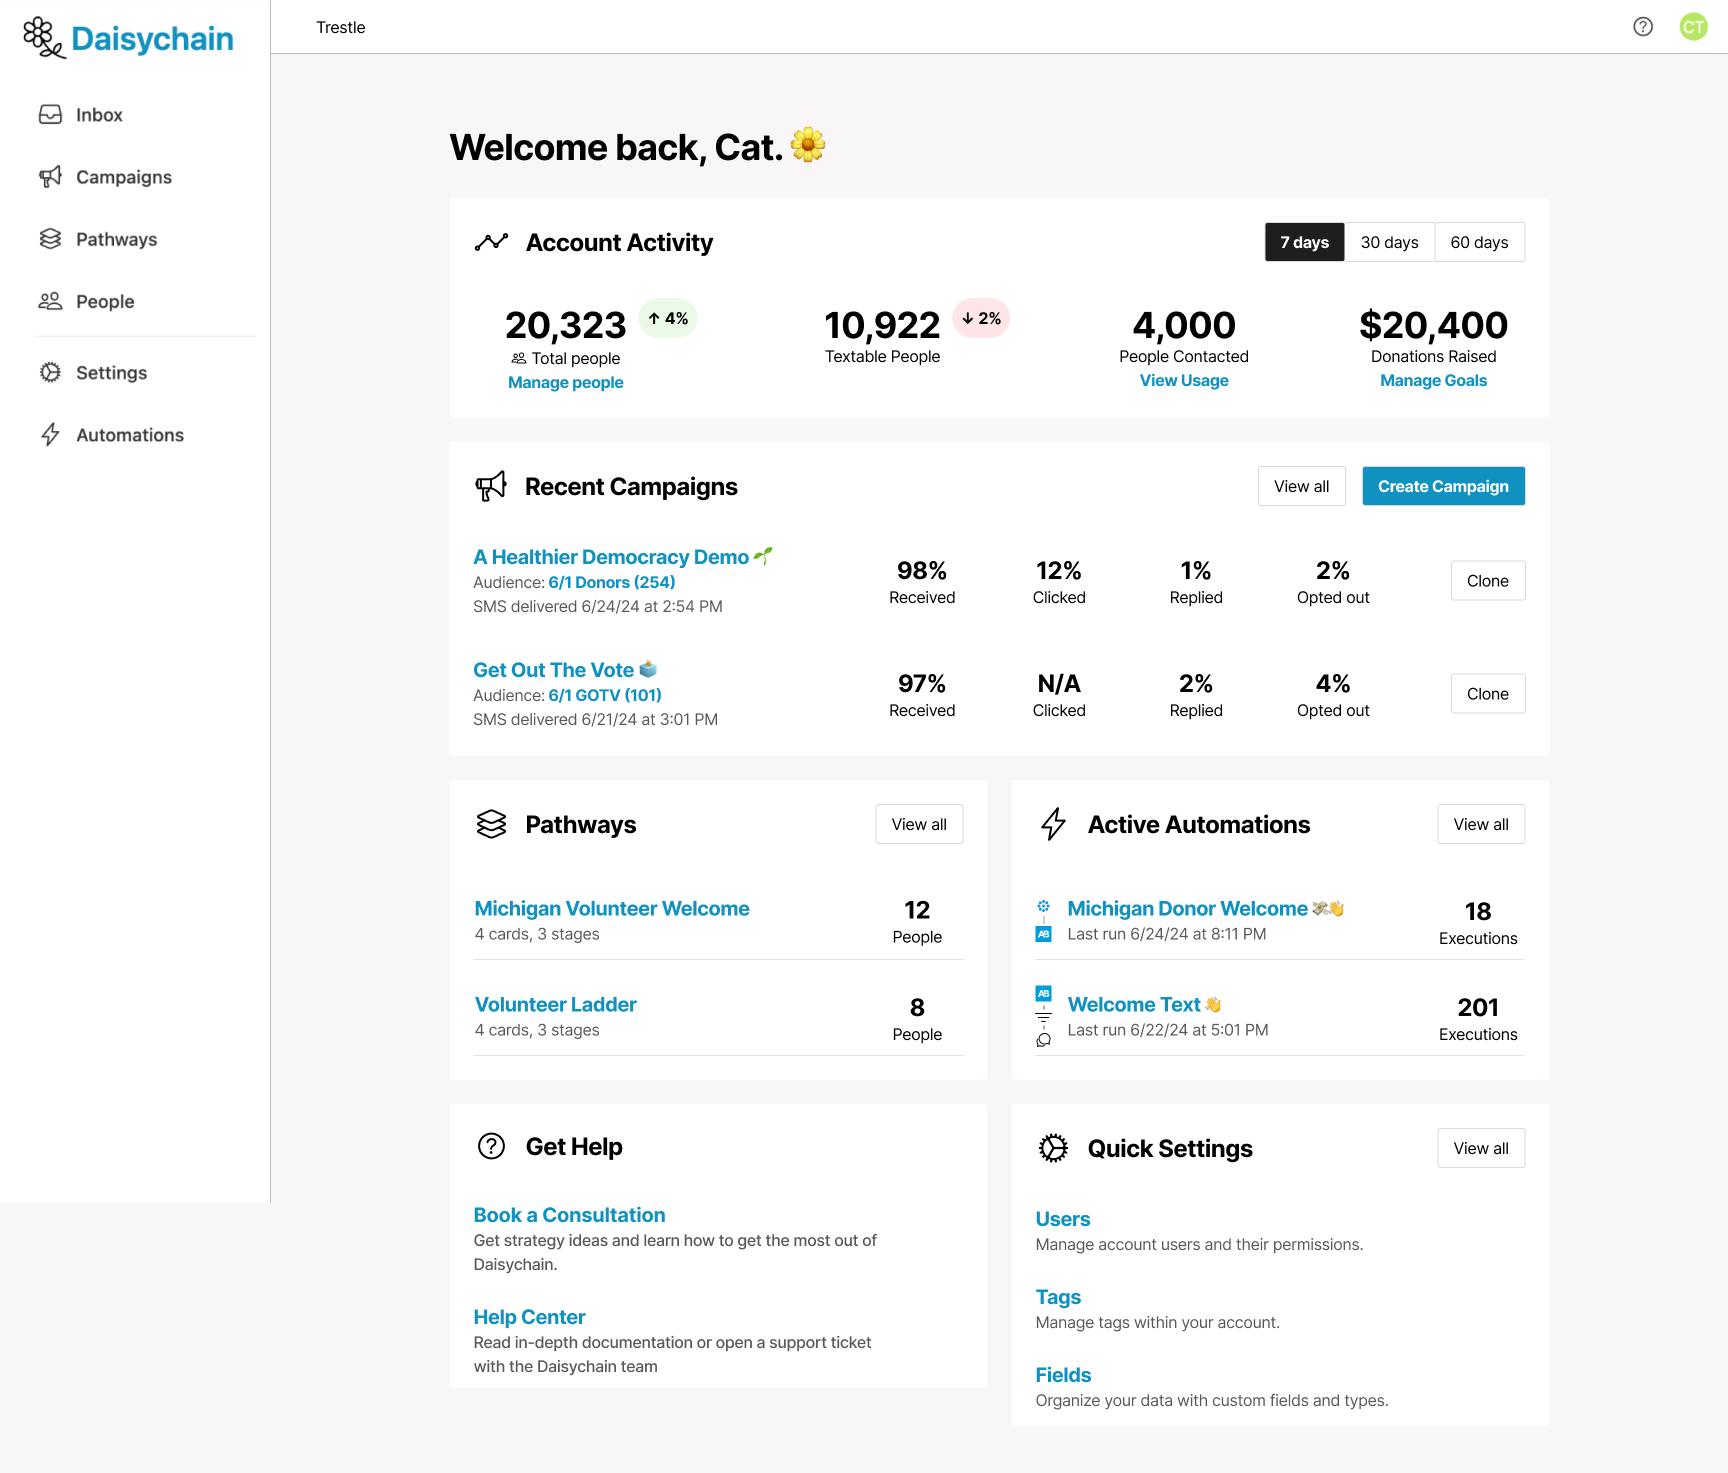 Daisychain
Trestle
CT
Inbox
Campaigns
Pathways
People
Settings
Automations
Welcome back, Cat. 🌼
Account Activity
7 days 30 days 60 days
20,323 ↑ 4%
Total people
Manage people
10,922 ↓ 2%
Textable People
4,000
People Contacted
View Usage
$20,400
Donations Raised
Manage Goals
Recent Campaigns
View all
Create Campaign
A Healthier Democracy Demo 🌱
Audience: 6/1 Donors (254)
SMS delivered 6/24/24 at 2:54 PM
98%
Received
12%
Clicked
1%
Replied
2%
Opted out
Clone
Get Out The Vote 🗳️
Audience: 6/1 GOTV (101)
SMS delivered 6/21/24 at 3:01 PM
97%
Received
N/A
Clicked
2%
Replied
4%
Opted out
Clone
Pathways
View all
Michigan Volunteer Welcome
4 cards, 3 stages
12
People
Volunteer Ladder
4 cards, 3 stages
8
People
Active Automations
View all
AB
Michigan Donor Welcome 💸👋
Last run 6/24/24 at 8:11 PM
18
Executions
AB
Welcome Text 👋
Last run 6/22/24 at 5:01 PM
201
Executions
Get Help
Book a Consultation
Get strategy ideas and learn how to get the most out of
Daisychain.
Help Center
Read in-depth documentation or open a support ticket
with the Daisychain team
Quick Settings
View all
Users
Manage account users and their permissions.
Tags
Manage tags within your account.
Fields
Organize your data with custom fields and types.